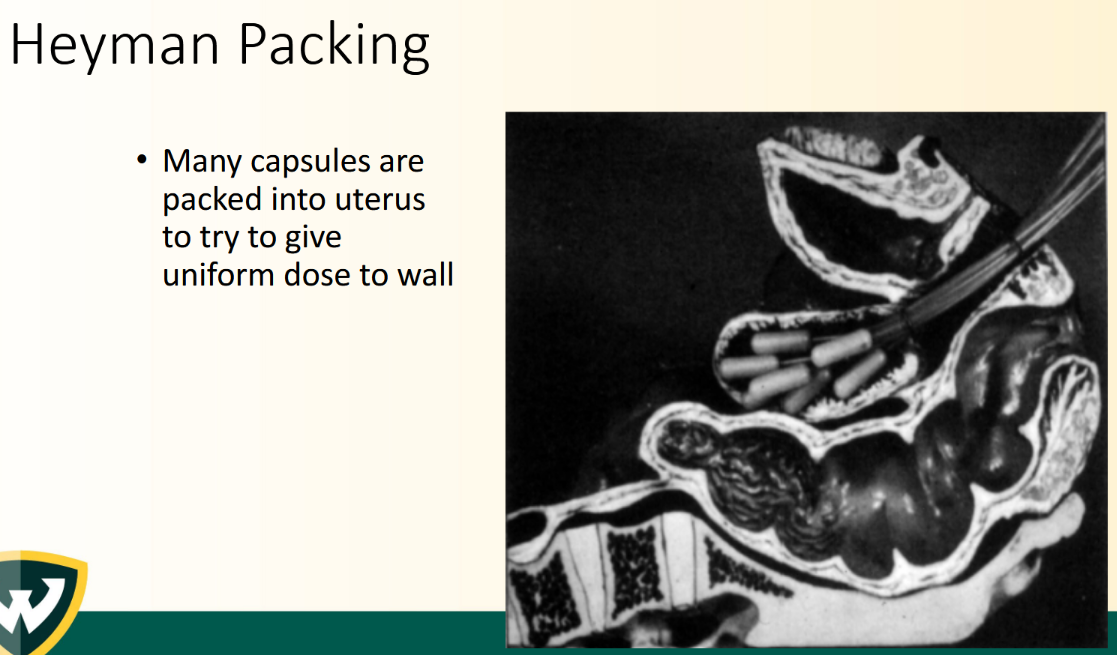 Heyman Packing
• Many capsules are
packed into uterus
to try to give
uniform dose to wall
W